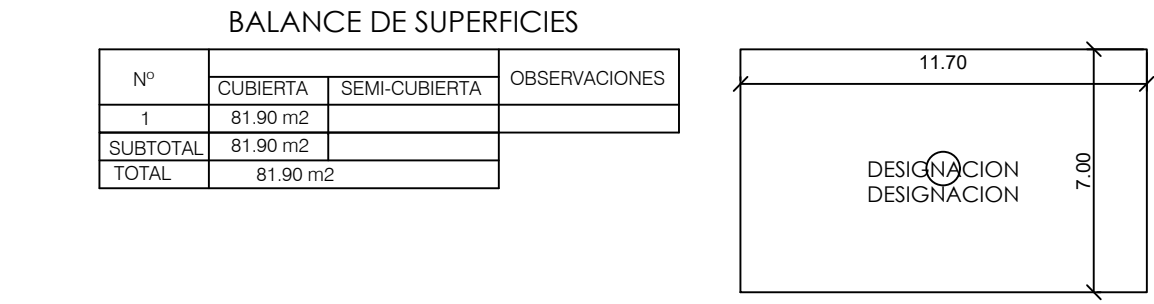 BALANCE DE SUPERFICIES
Nº
CUBIERTA SEMI-CUBIERTA OBSERVACIONES
1 81.90 m2
SUBTOTAL 81.90 m2
TOTAL 81.90 m2
11.70
7.00
DESIGNACION
DESIGNACION